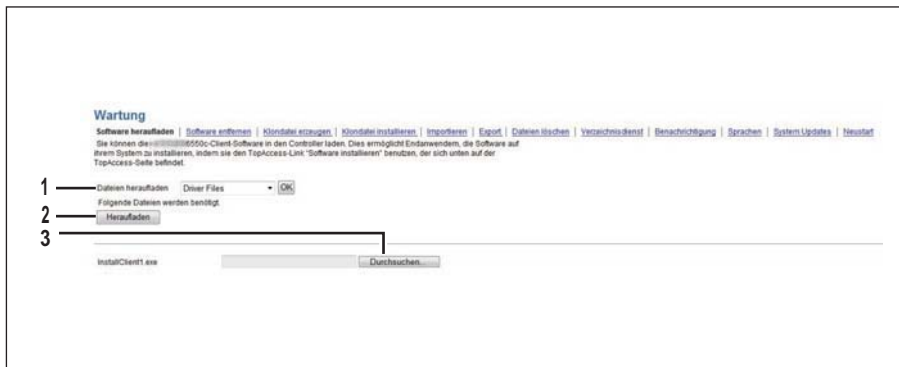 Wartung
Software heraufladen | Software entfernen | Klondatei erzeugen | Klondatei installieren | Importieren | Export | Dateien löschen | Verzeichnisdienst | Benachrichtigung | Sprachen | System Updates | Neustart
Sie können die 6550c-Client-Software in den Controller laden. Dies ermöglicht Endanwendern, die Software auf
ihrem System zu installieren, indem sie den TopAccess-Link "Software installieren" benutzen, der sich unten auf der
TopAccess-Seite befindet.
1 Dateien heraufladen Driver Files OK
Folgende Dateien werden benötigt.
2 Heraufladen
3
InstallClient1.exe Durchsuchen...